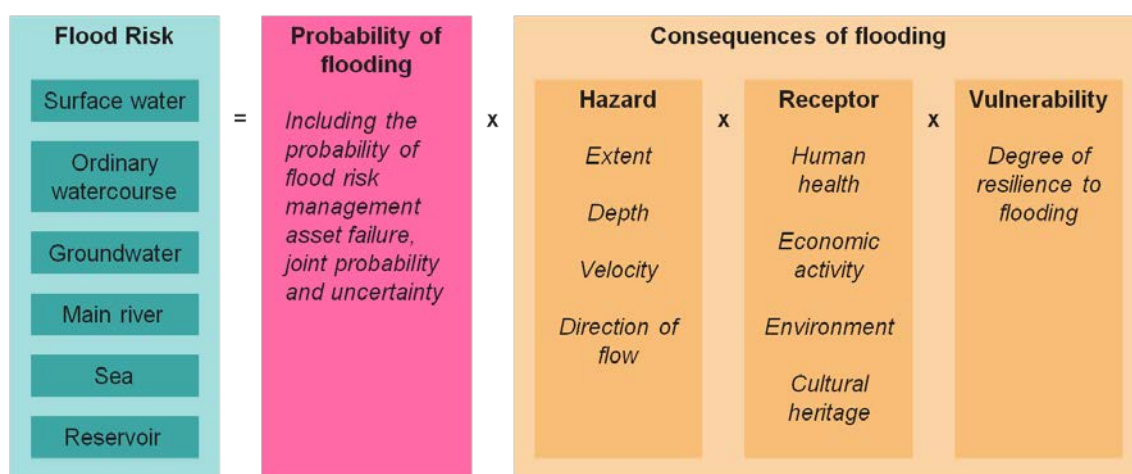 Flood Risk
Surface water
Ordinary
watercourse
Groundwater
Main river
Sea
Reservoir
=
Probability of
flooding
Including the
probability of
flood risk
management
asset failure,
joint probability
and uncertainty
x
Consequences of flooding
Hazard
Extent
Depth
Velocity
Direction of
flow
x
Receptor
Human
health
Economic
activity
Environment
Cultural
heritage
x
Vulnerability
Degree of
resilience to
flooding